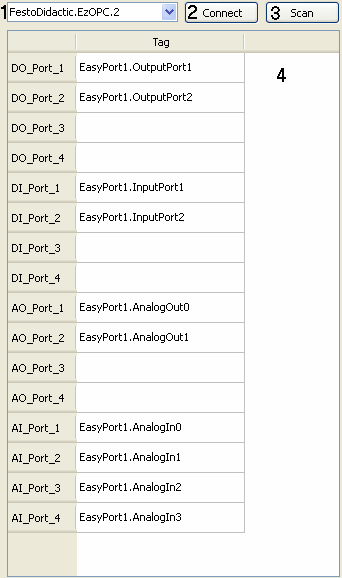 1 FestoDidactic.EzOPC.2 2 Connect 3 Scan
Tag
DO_Port_1 EasyPort1.OutputPort1
4
DO_Port_2 EasyPort1.OutputPort2
DO_Port_3
DO_Port_4
DI_Port_1 EasyPort1.InputPort1
DI_Port_2 EasyPort1.InputPort2
DI_Port_3
DI_Port_4
AO_Port_1 EasyPort1.AnalogOut0
AO_Port_2 EasyPort1.AnalogOut1
AO_Port_3
AO_Port_4
AI_Port_1 EasyPort1.AnalogIn0
AI_Port_2 EasyPort1.AnalogIn1
AI_Port_3 EasyPort1.AnalogIn2
AI_Port_4 EasyPort1.AnalogIn3